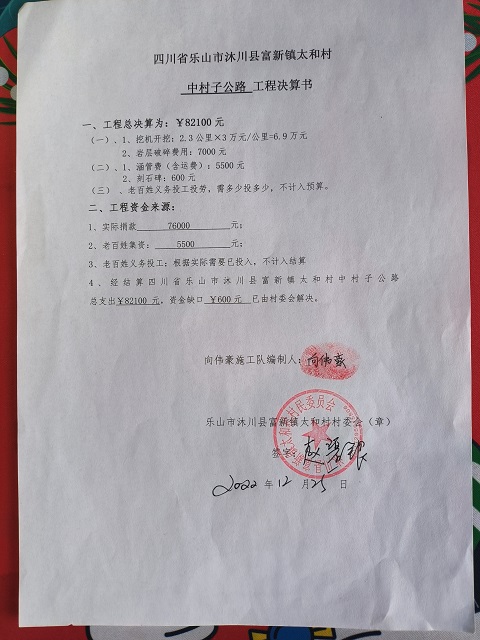 四川省乐山市沐川县富新镇太和村
中村子公路 工程决算书
一、工程总决算为：￥82100元
（一）、1、挖机开挖：2.3公里×3万元/公里=6.9万元
2、岩层破碎费用：7000元
（二）、1、涵管费（含运费）：5500元
2、刻石碑：600元
（三）、老百姓义务投工投劳，需多少投多少，不计入预算。
二、工程资金来源：
1、实际捐款 76000 元；
2、老百姓集资： 5500 元；
3、老百姓义务投工：根据实际需要已投入，不计入结算
4、经结算四川省乐山市沐川县富新镇太和村中村子公路
总支出￥82100元，资金缺口 ￥600元 已由村委会解决。
向伟豪施工队编制人：向伟豪
乐山市沐川县富新镇太和村村委会（章）
签字：
2022年12月25日